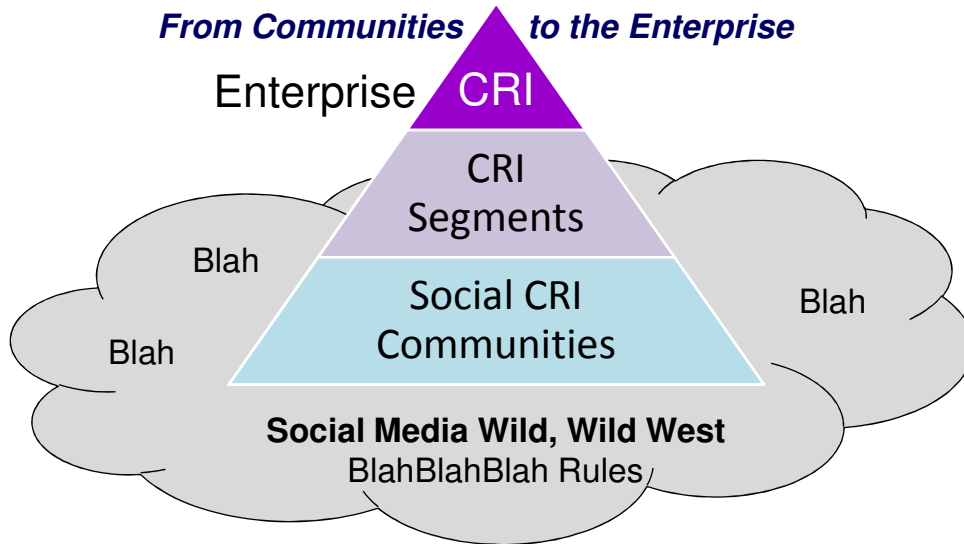 From Communities to the Enterprise
Enterprise CRI
CRI
Segments
Blah
Social CRI
Communities
Blah
Blah
Social Media Wild, Wild West
BlahBlahBlah Rules